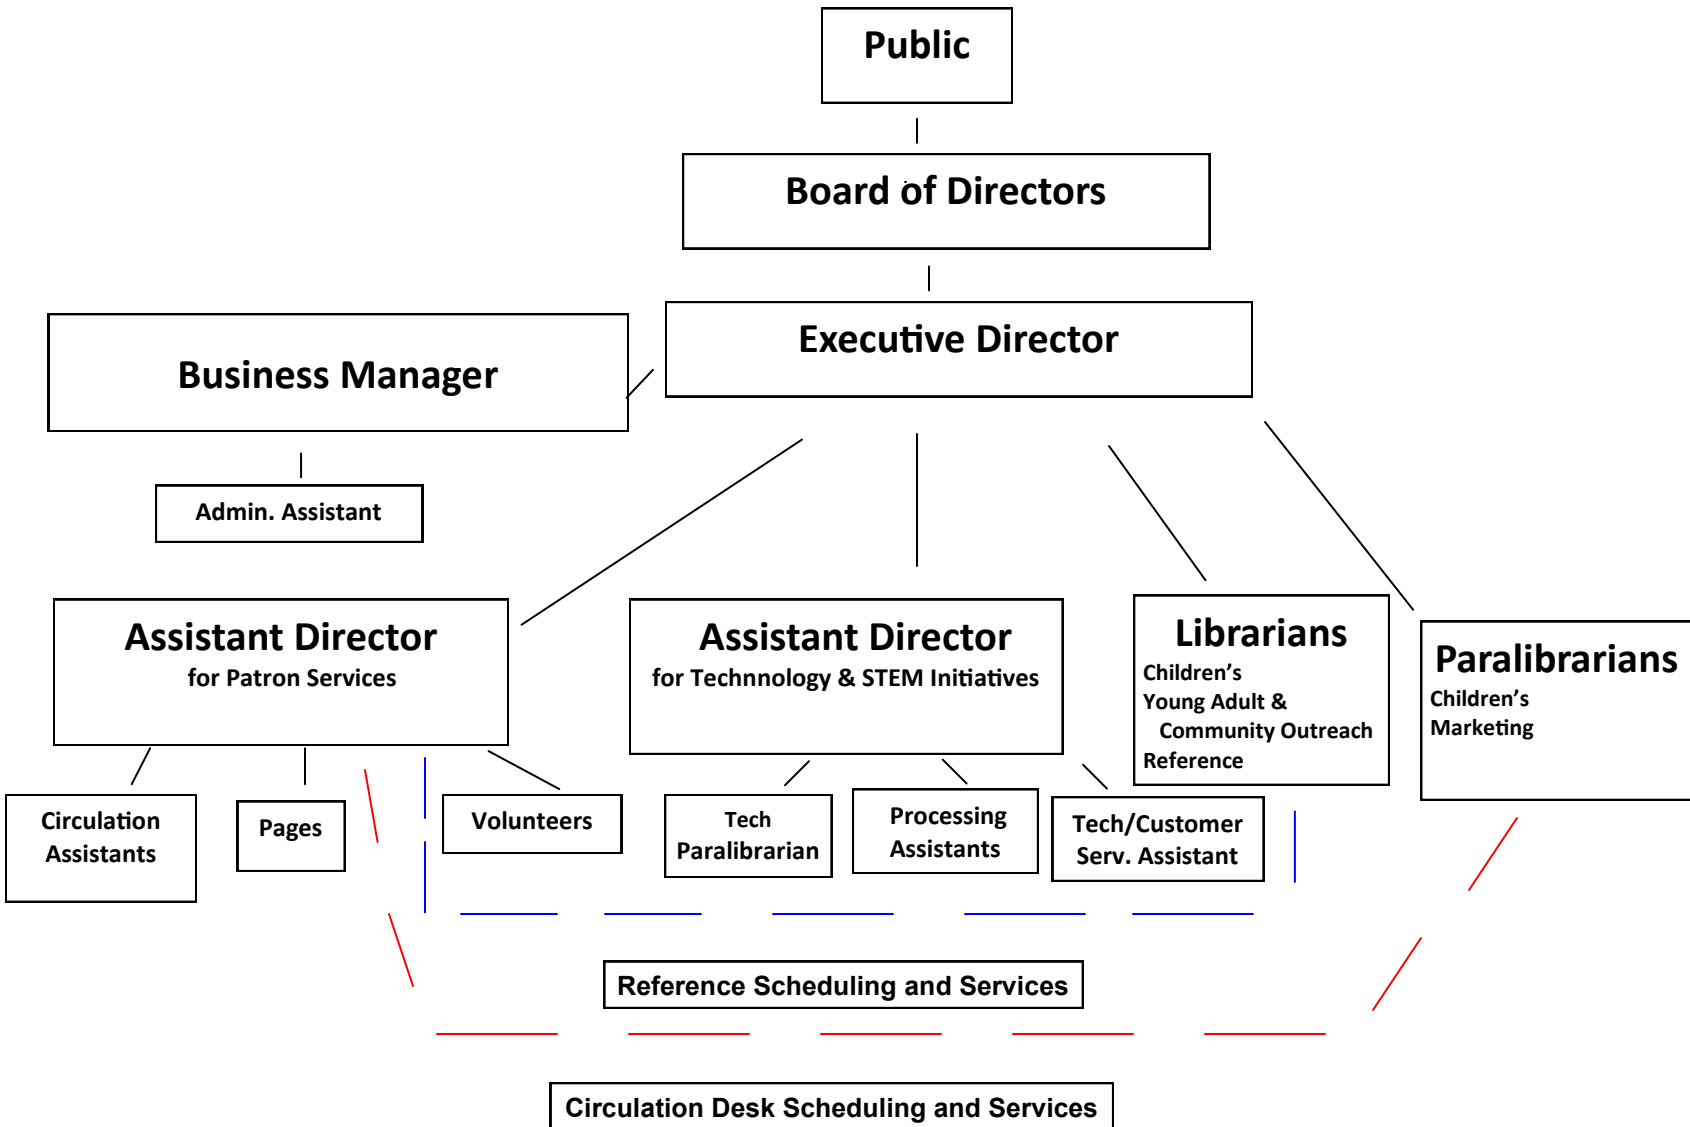 Public
Board of Directors
Executive Director
Business Manager
Admin. Assistant
Assistant Director
for Patron Services
Assistant Director
for Technnology & STEM Initiatives
Librarians
Children's
Young Adult &
Community Outreach
Reference
Paralibrarians
Children's
Marketing
Circulation
Assistants
Pages
Volunteers
Tech
Paralibrarian
Processing
Assistants
Tech/Customer
Serv. Assistant
Reference Scheduling and Services
Circulation Desk Scheduling and Services